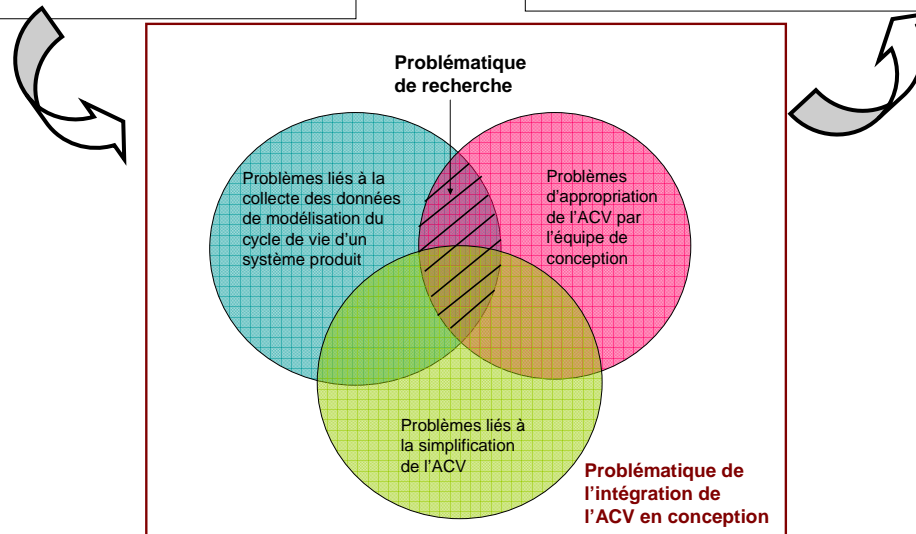 Problématique
de recherche
Problèmes liés à la
collecte des données
de modélisation du
cycle de vie d'un
système produit
Problèmes
d'appropriation
de l'ACV par
l'équipe de
conception
Problèmes liés à
la simplification
de l'ACV
Problématique de
l'intégration de
l'ACV en conception